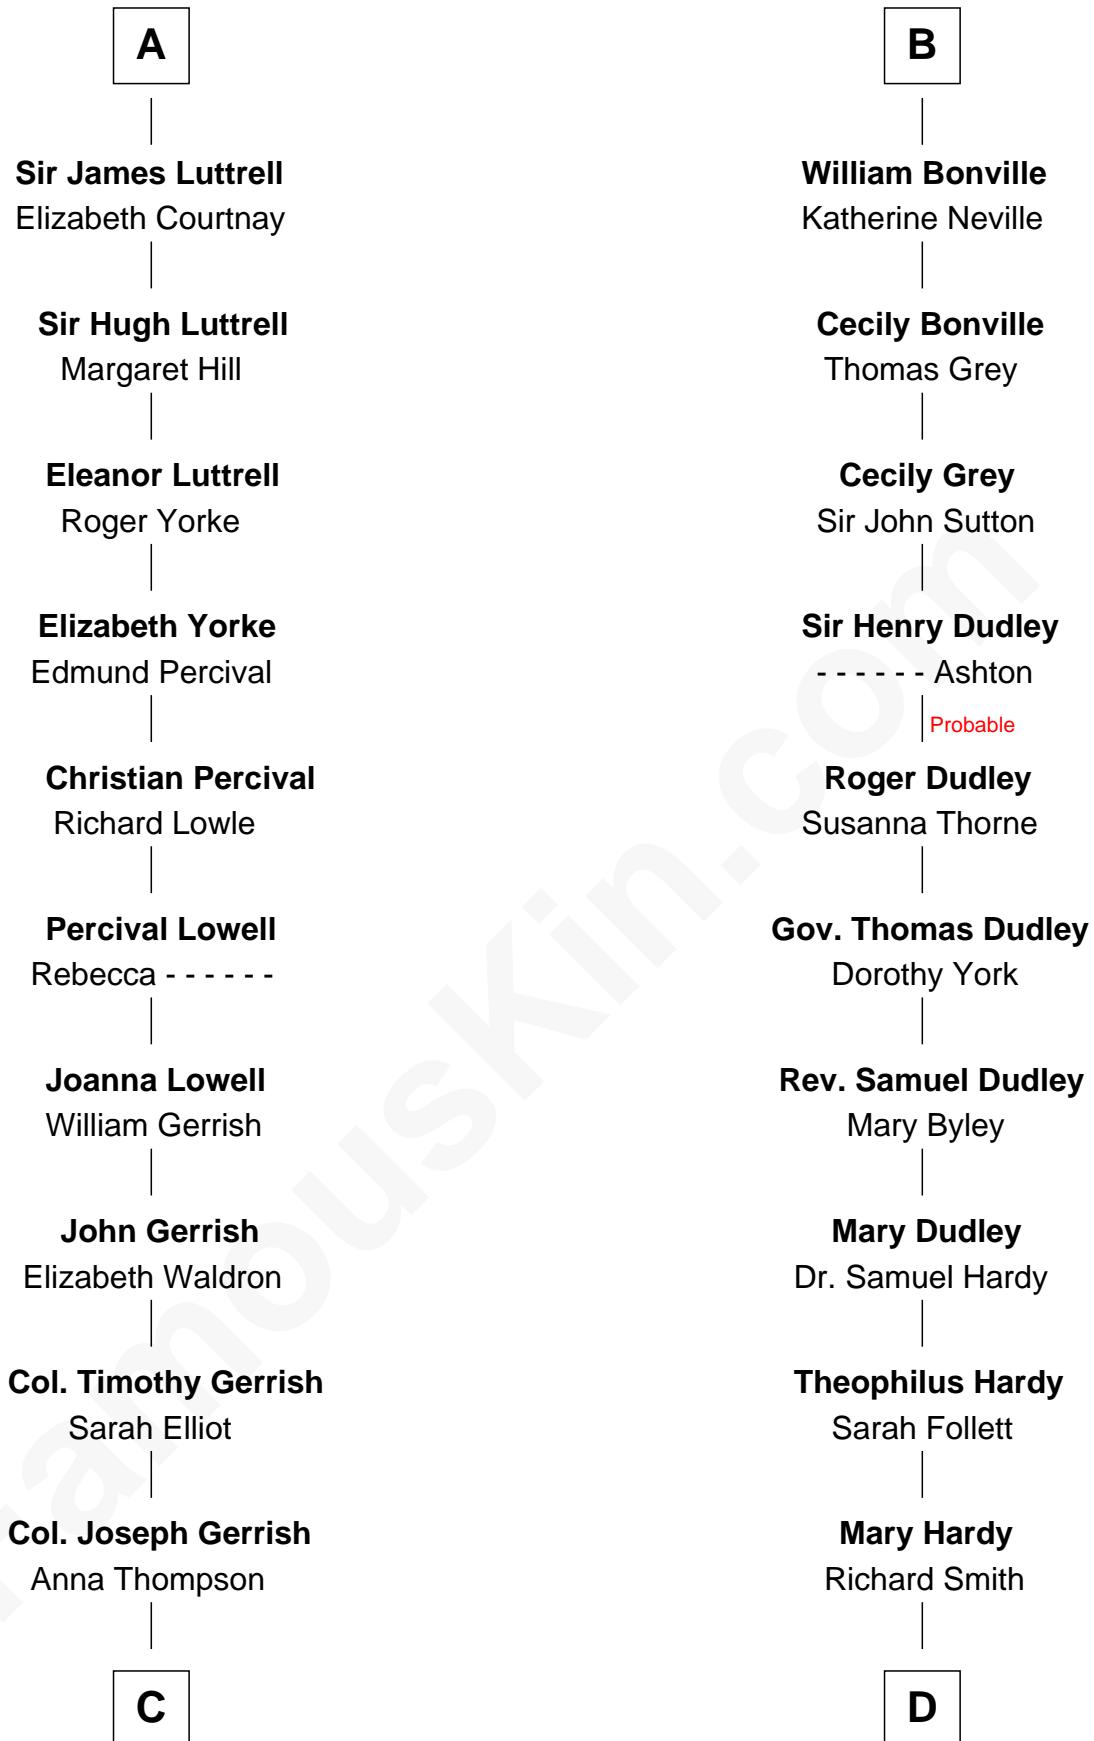 A
Sir James Luttrell
Elizabeth Courtnay
Sir Hugh Luttrell
Margaret Hill
Eleanor Luttrell
Roger Yorke
Elizabeth Yorke
Edmund Percival
Christian Percival
Richard Lowle
Percival Lowell
Rebecca - - - - - -
Joanna Lowell
William Gerrish
John Gerrish
Elizabeth Waldron
Col. Timothy Gerrish
Sarah Elliot
Col. Joseph Gerrish
Anna Thompson
C
B
William Bonville
Katherine Neville
Cecily Bonville
Thomas Grey
Cecily Grey
Sir John Sutton
Sir Henry Dudley
- - - - - - Ashton
Probable
Roger Dudley
Susanna Thorne
Gov. Thomas Dudley
Dorothy York
Rev. Samuel Dudley
Mary Byley
Mary Dudley
Dr. Samuel Hardy
Theophilus Hardy
Sarah Follett
Mary Hardy
Richard Smith
D
FamousKin.com